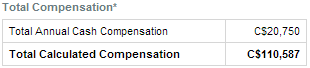 Total Compensation*
Total Annual Cash Compensation C$20,750
Total Calculated Compensation C$110,587